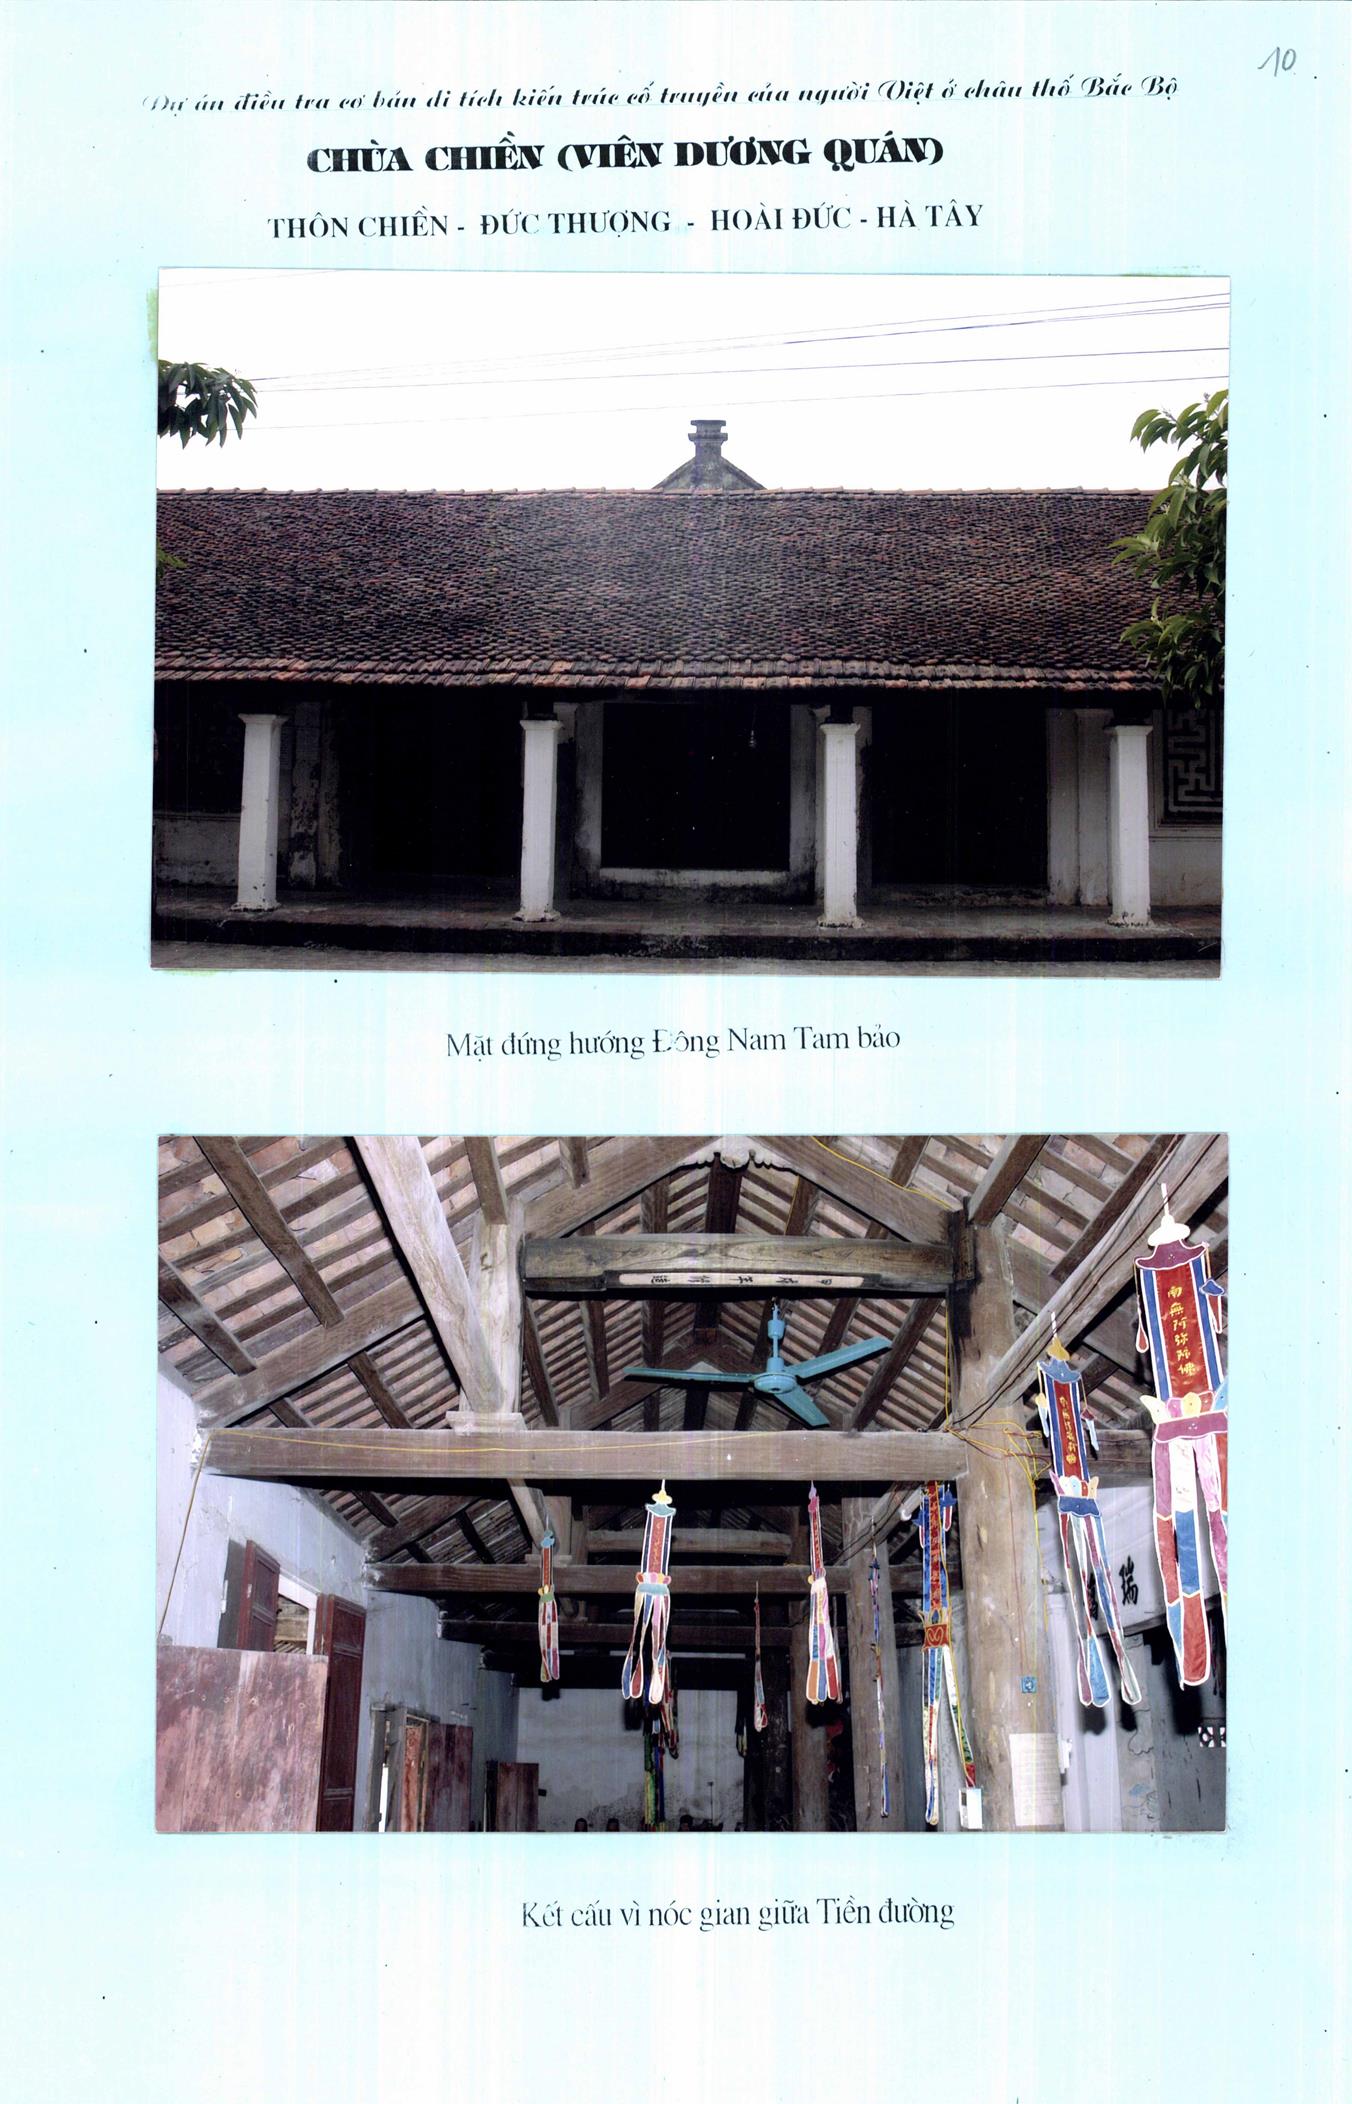 10
Dự án điều tra cơ bản di tích kiến trúc cổ truyền của người Việt ở châu thổ Bắc Bộ
CHÙA CHIỀN (VIÊN DƯƠNG QUÁN)
THÔN CHIỀN - ĐỨC THƯỢNG - HOÀI ĐỨC - HÀ TÂY
Mặt đứng hướng Đông Nam Tam bảo
南無阿弥陀佛
瑞
Kết cấu vì nóc gian giữa Tiền đường